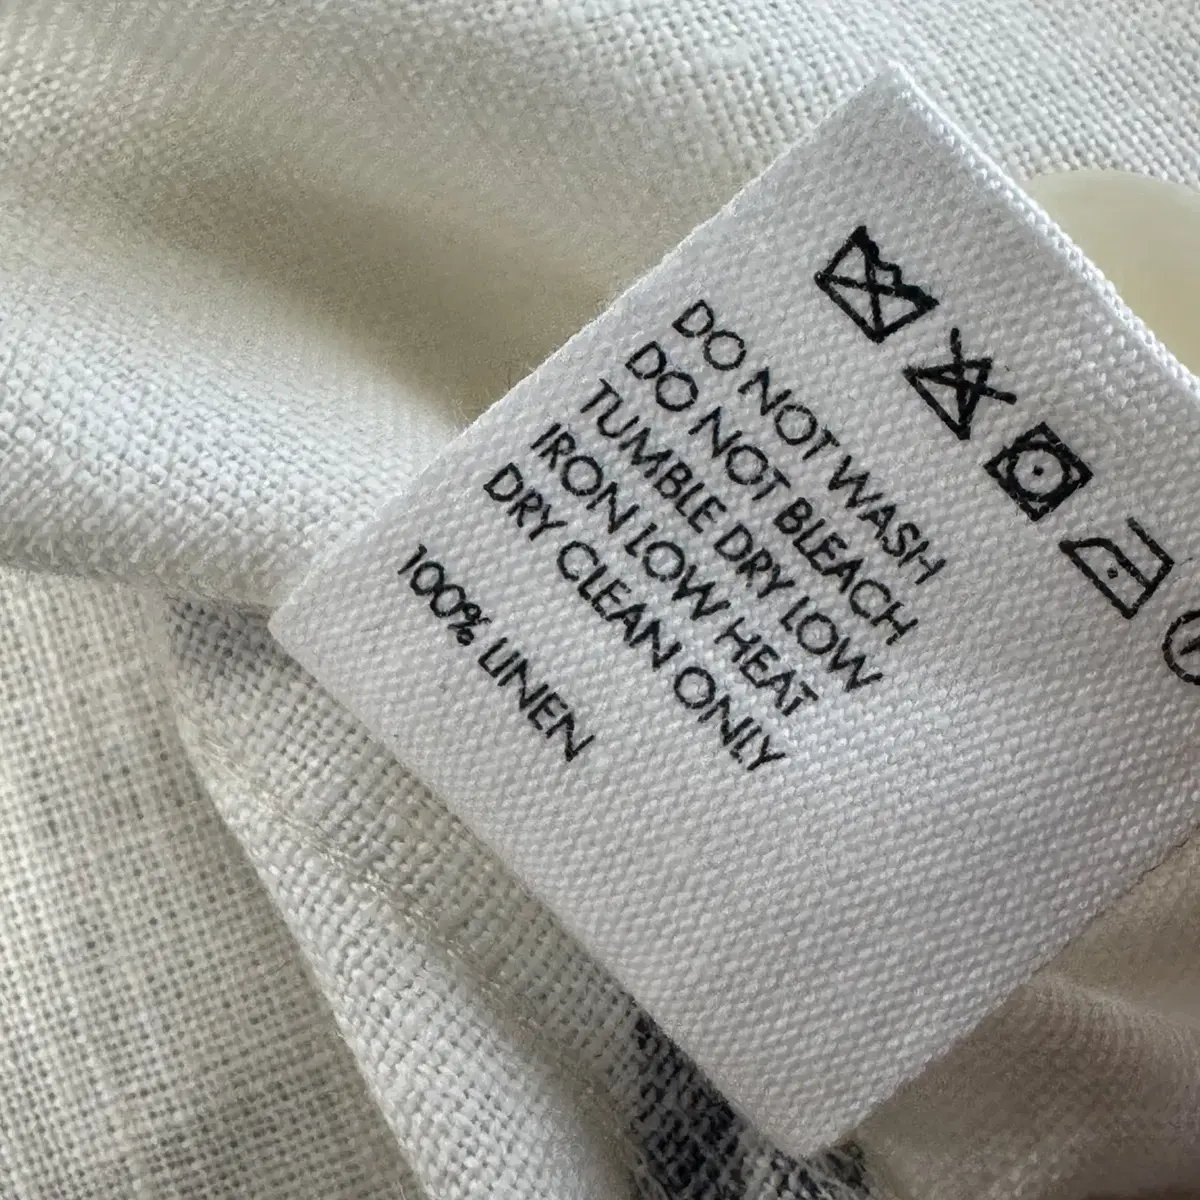 DO NOT WASH
DO NOT BLEACH
TUMBLE DRY LOW
IRON LOW HEAT
DRY CLEAN ONLY
100% LINEN